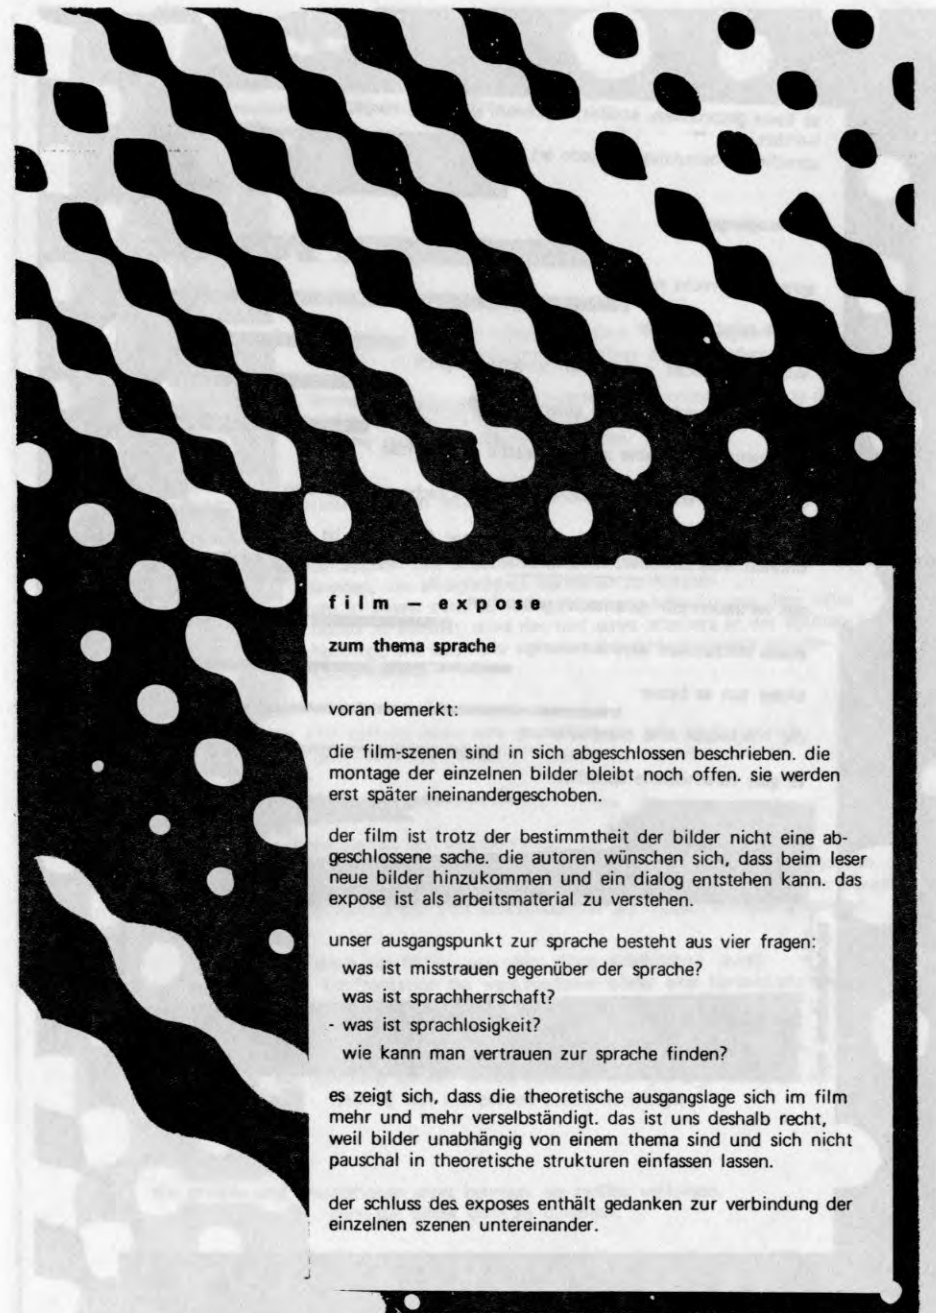 film – expose
zum thema sprache
voran bemerkt:
die film-szenen sind in sich abgeschlossen beschrieben. die
montage der einzelnen bilder bleibt noch offen. sie werden
erst später ineinandergeschoben.
der film ist trotz der bestimmtheit der bilder nicht eine ab-
geschlossene sache. die autoren wünschen sich, dass beim leser
neue bilder hinzukommen und ein dialog entstehen kann. das
expose ist als arbeitsmaterial zu verstehen.
unser ausgangspunkt zur sprache besteht aus vier fragen:
was ist misstrauen gegenüber der sprache?
was ist sprachherrschaft?
- was ist sprachlosigkeit?
wie kann man vertrauen zur sprache finden?
es zeigt sich, dass die theoretische ausgangslage sich im film
mehr und mehr verselbständigt. das ist uns deshalb recht,
weil bilder unabhängig von einem thema sind und sich nicht
pauschal in theoretische strukturen einfassen lassen.
der schluss des exposes enthält gedanken zur verbindung der
einzelnen szenen untereinander.